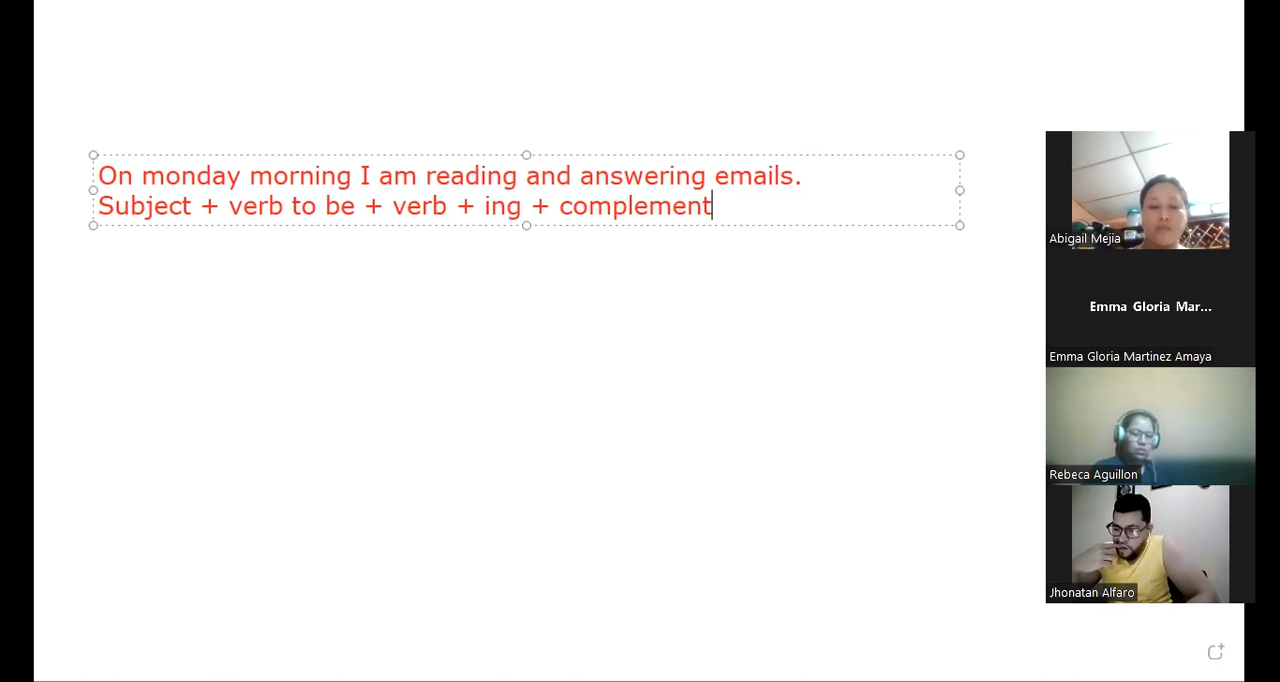 On monday morning I am reading and answering emails.
Subject + verb to be + verb + ing + complement
Abigail Mejia
Emma Gloria Mar...
Emma Gloria Martinez Amaya
Rebeca Aguillon
Jhonatan Alfaro